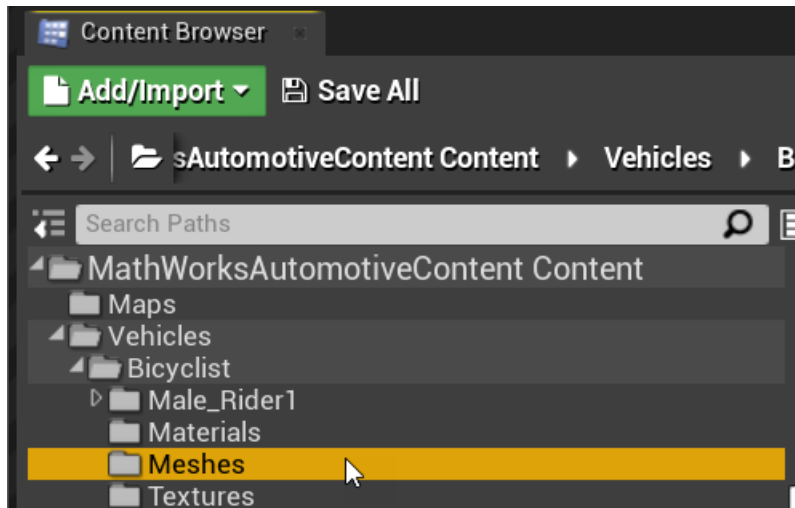 Content Browser
Add/Import Save All
sAutomotiveContent Content Vehicles B
Search Paths
MathWorksAutomotiveContent Content
Maps
Vehicles
Bicyclist
Male_Rider1
Materials
Meshes
Textures